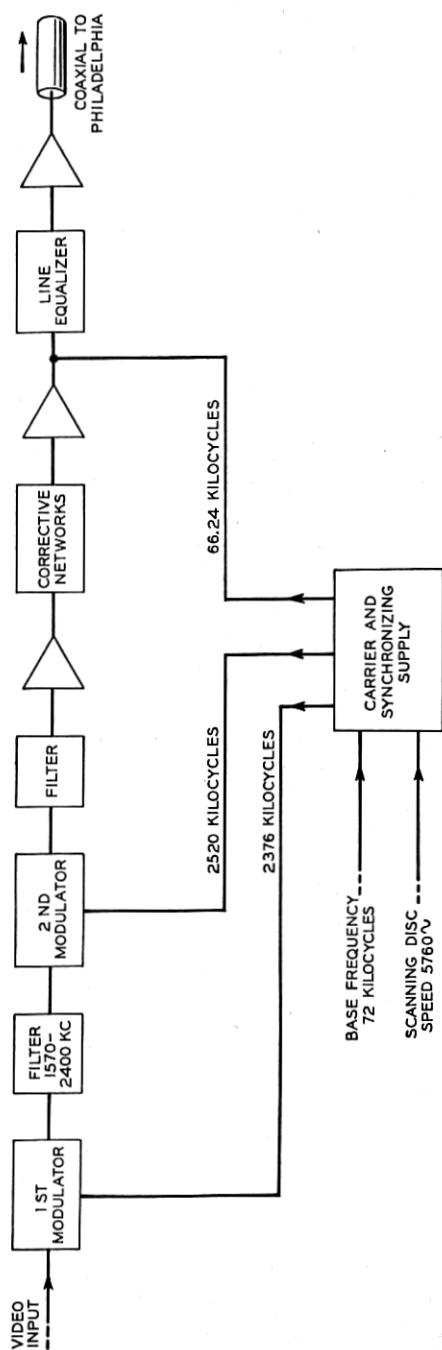 VIDEO
INPUT
1 ST
MODULATOR
FILTER
1570-
2400 KC
2 ND
MODULATOR
FILTER
CORRECTIVE
NETWORKS
LINE
EQUALIZER
COAXIAL TO
PHILADELPHIA
2376 KILOCYCLES
2520 KILOCYCLES
66.24 KILOCYCLES
BASE FREQUENCY
72 KILOCYCLES
SCANNING DISC
SPEED 5760~
CARRIER AND
SYNCHRONIZING
SUPPLY